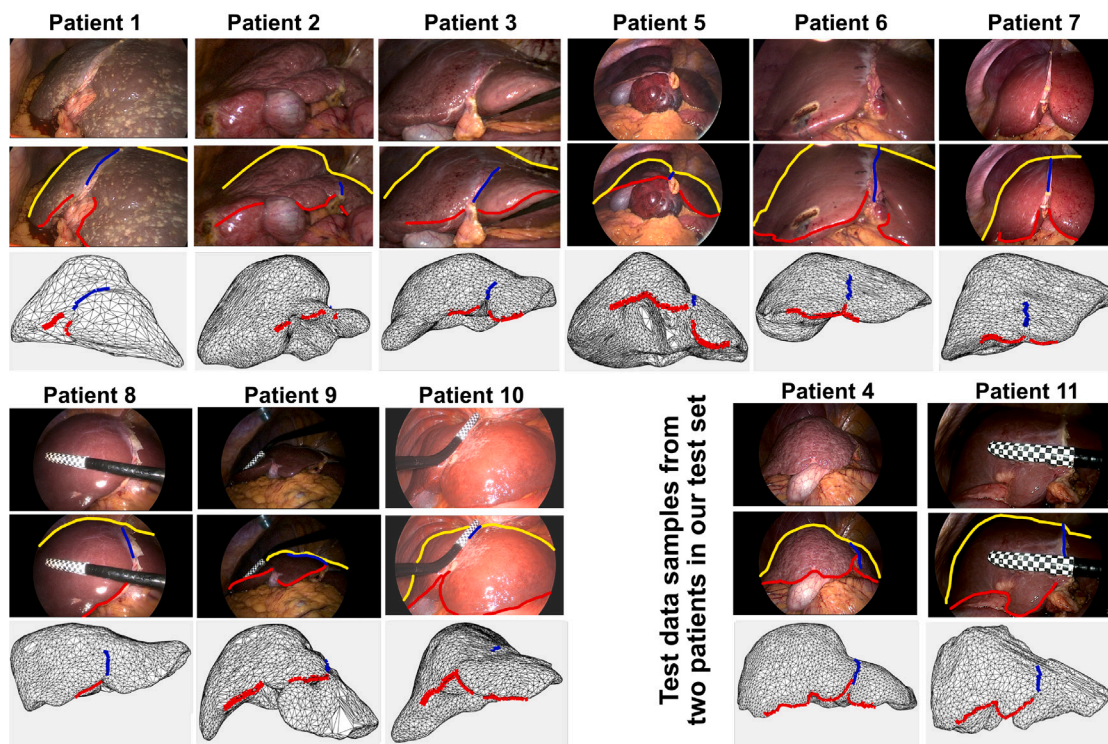 Patient 1
Patient 2
Patient 3
Patient 5
Patient 6
Patient 7
Patient 8
Patient 9
Patient 10
Test data samples from
two patients in our test set
Patient 4
Patient 11